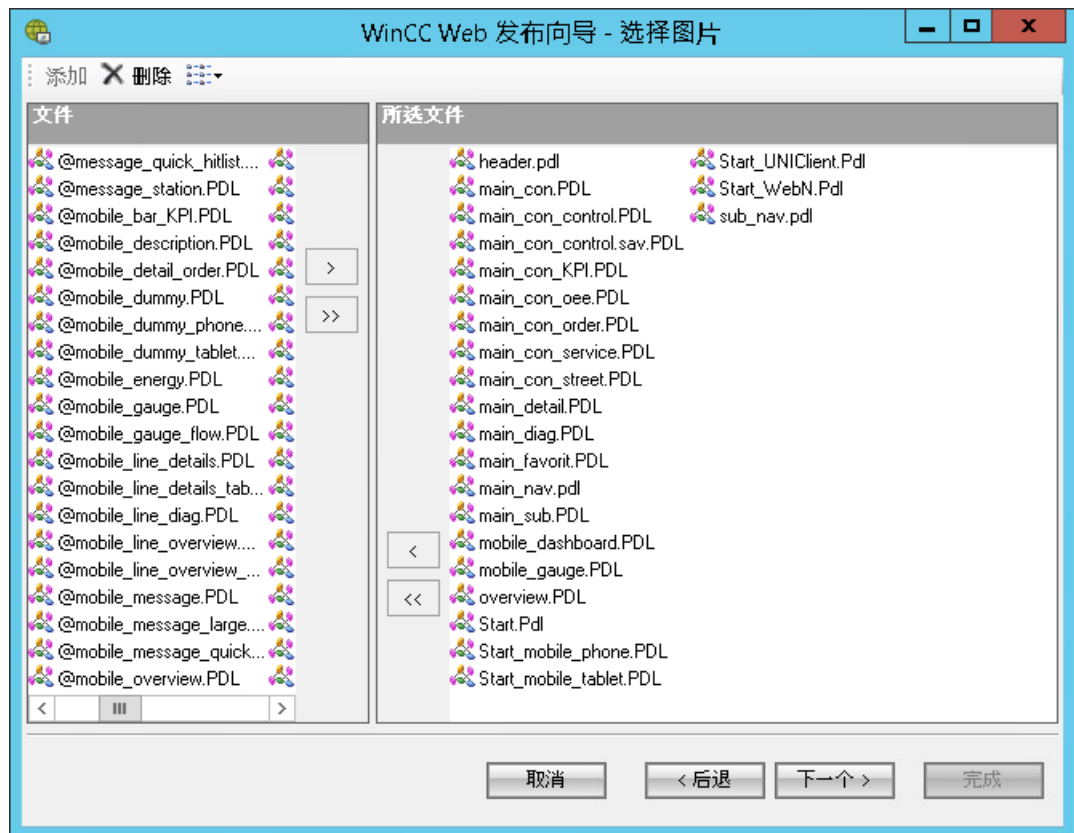 WinCC Web 发布向导 - 选择图片
添加 删除
文件
@message_quick_hitlist....
@message_station.PDL
@mobile_bar_KPI.PDL
@mobile_description.PDL
@mobile_detail_order.PDL
@mobile_dummy.PDL
@mobile_dummy_phone....
@mobile_dummy_tablet....
@mobile_energy.PDL
@mobile_gauge.PDL
@mobile_gauge_flow.PDL
@mobile_line_details.PDL
@mobile_line_details_tab...
@mobile_line_diag.PDL
@mobile_line_overview....
@mobile_line_overview_...
@mobile_message.PDL
@mobile_message_large....
@mobile_message_quick...
@mobile_overview.PDL
>
>>
所选文件
<
<<
header.pdl
main_con.PDL
main_con_control.PDL
main_con_control.sav.PDL
main_con_KPI.PDL
main_con_oee.PDL
main_con_order.PDL
main_con_service.PDL
main_con_street.PDL
main_detail.PDL
main_diag.PDL
main_favorit.PDL
main_nav.pdl
main_sub.PDL
mobile_dashboard.PDL
mobile_gauge.PDL
overview.PDL
Start.Pdl
Start_mobile_phone.PDL
Start_mobile_tablet.PDL
Start_UNIClient.Pdl
Start_WebN.Pdl
sub_nav.pdl
取消 < 后退 下一个 > 完成